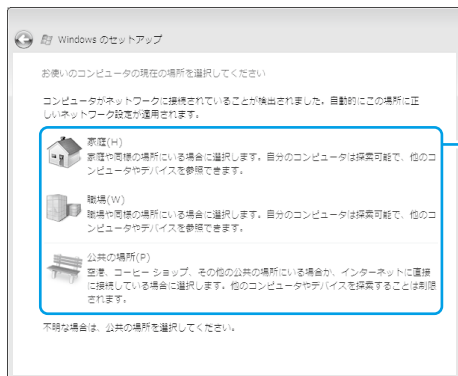 Windows のセットアップ
お使いのコンピュータの現在の場所を選択してください
コンピュータがネットワークに接続されていることが検出されました。自動的にこの場所に正
しいネットワーク設定が適用されます。
家庭(H)
家庭や同様の場所にいる場合に選択します。自分のコンピュータは探索可能で、他のコ
ンピュータやデバイスを参照できます。
職場(W)
職場や同様の場所にいる場合に選択します。自分のコンピュータは探索可能で、他のコ
ンピュータやデバイスを参照できます。
公共の場所(P)
空港、コーヒー ショップ、その他の公共の場所にいる場合か、インターネットに直接
に接続している場合に選択します。他のコンピュータやデバイスを探索することは制限
されます。
不明な場合は、公共の場所を選択してください。